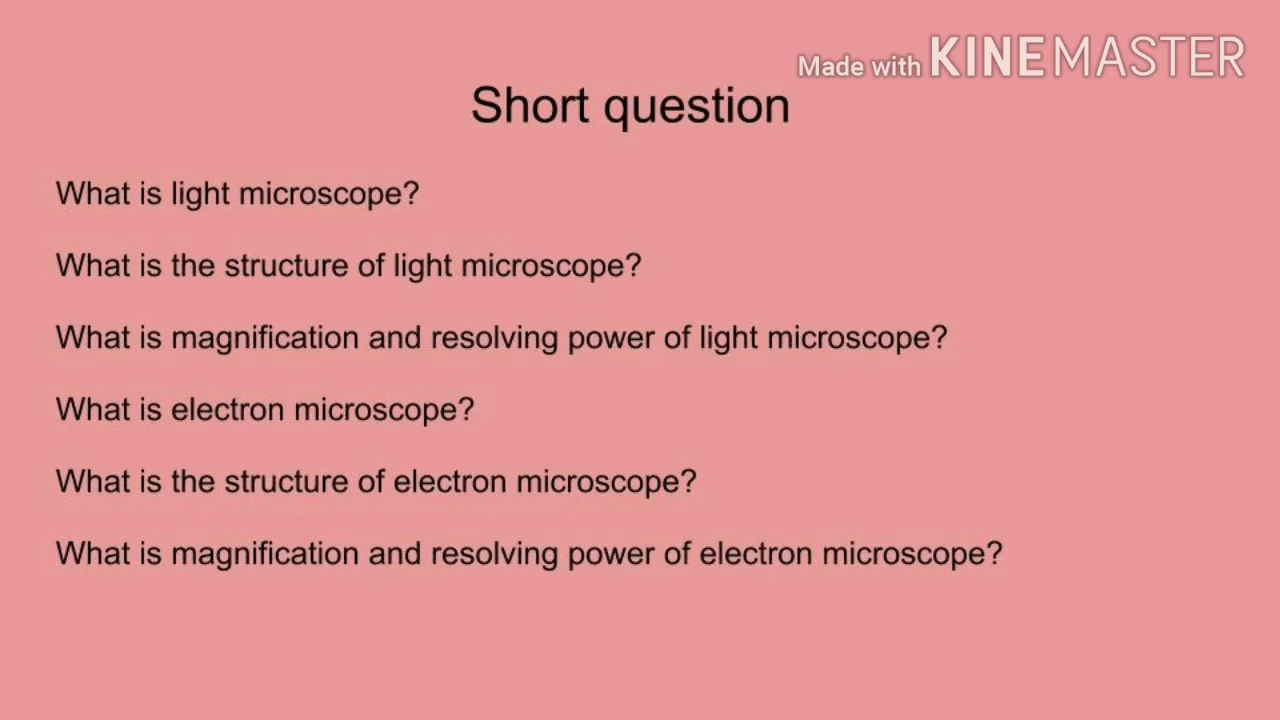 Made with KINEMASTER
Short question
What is light microscope?
What is the structure of light microscope?
What is magnification and resolving power of light microscope?
What is electron microscope?
What is the structure of electron microscope?
What is magnification and resolving power of electron microscope?